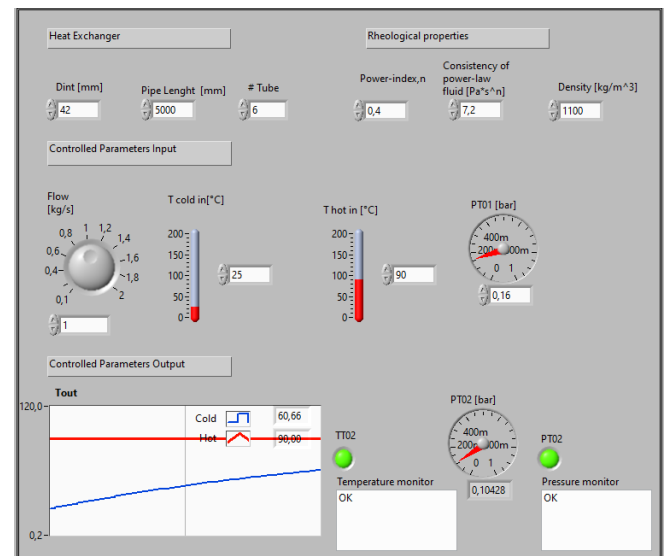 Heat Exchanger
Rheological properties
Dint [mm]
Pipe Lenght [mm]
# Tube
Power-index,n
Consistency of
power-law
fluid [Pa*s^n]
Density [kg/m^3]
42
5000
6
0,4
7,2
1100
Controlled Parameters Input
Flow
[kg/s]
T cold in[°C]
T hot in [°C]
PT01 [bar]
0,1
0,4
0,6
0,8
1
1,2
1,4
1,6
1,8
2
200
150
100
50
0
25
200
150
100
50
0
90
400m
200m
0
1
0,16
1
Controlled Parameters Output
Tout
120,0
0,2
Cold
60,66
Hot
90,00
TT02
PT02 [bar]
400m
0
1
0,10428
PT02
Temperature monitor
OK
Pressure monitor
OK